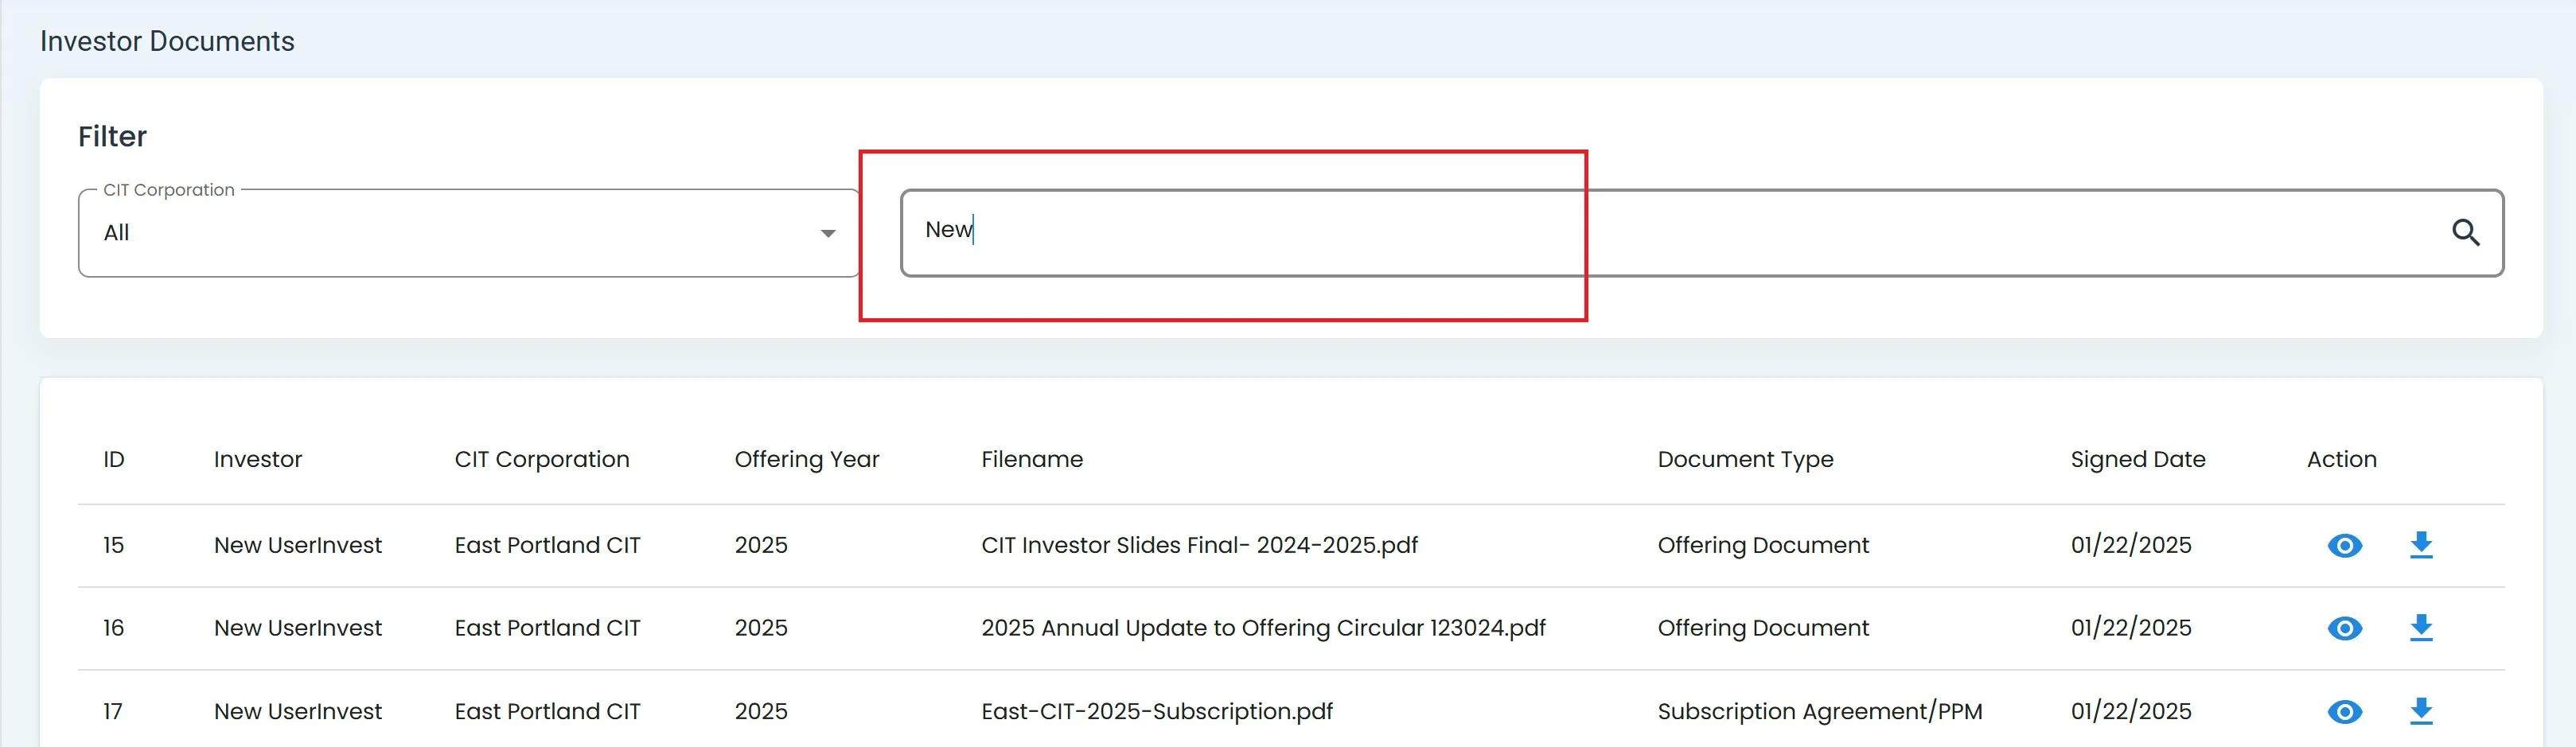 Investor Documents
Filter
CIT Corporation
All
New
ID Investor CIT Corporation Offering Year Filename Document Type Signed Date Action
15 New UserInvest East Portland CIT 2025 CIT Investor Slides Final- 2024-2025.pdf Offering Document 01/22/2025
16 New UserInvest East Portland CIT 2025 2025 Annual Update to Offering Circular 123024.pdf Offering Document 01/22/2025
17 New UserInvest East Portland CIT 2025 East-CIT-2025-Subscription.pdf Subscription Agreement/PPM 01/22/2025